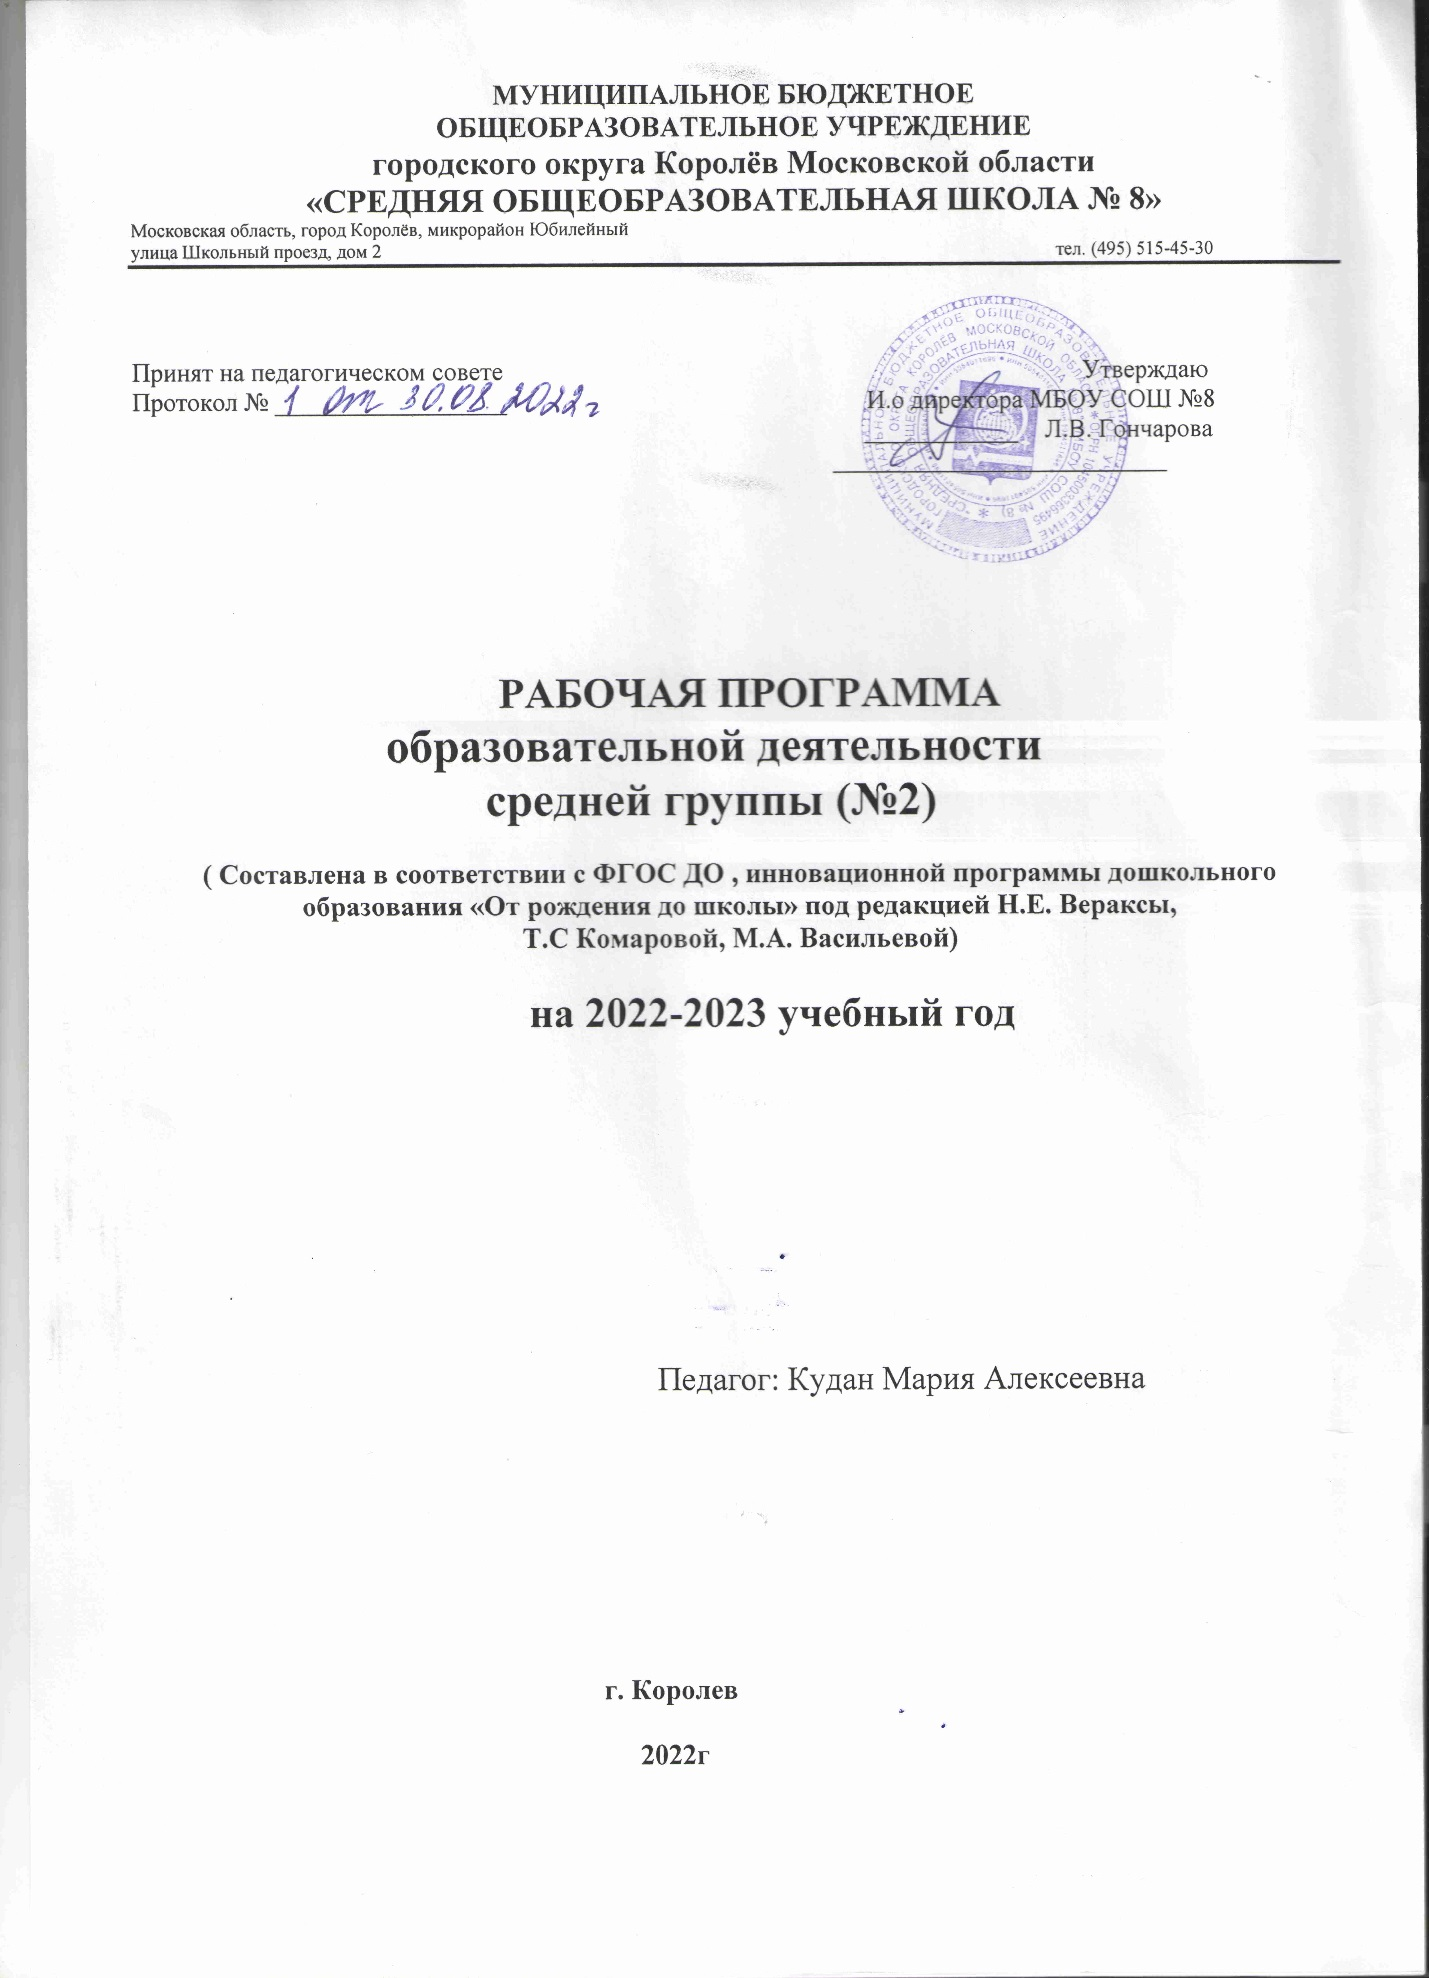 МУНИЦИПАЛЬНОЕ БЮДЖЕТНОЕ
ОБЩЕОБРАЗОВАТЕЛЬНОЕ УЧРЕЖДЕНИЕ
городского округа Королёв Московской области
«СРЕДНЯЯ ОБЩЕОБРАЗОВАТЕЛЬНАЯ ШКОЛА № 8»
Московская область, город Королёв, микрорайон Юбилейный
улица Школьный проезд, дом 2 тел. (495) 515-45-30
Принят на педагогическом совете Утверждаю
Протокол № 1 от 30.08.2022г И.о директора МБОУ СОШ №8
Л.В. Гончарова
РАБОЧАЯ ПРОГРАММА
образовательной деятельности
средней группы (№2)
( Составлена в соответствии с ФГОС ДО , инновационной программы дошкольного
образования «От рождения до школы» под редакцией Н.Е. Вераксы,
Т.С Комаровой, М.А. Васильевой)
на 2022-2023 учебный год
Педагог: Кудан Мария Алексеевна
г. Королев
2022г